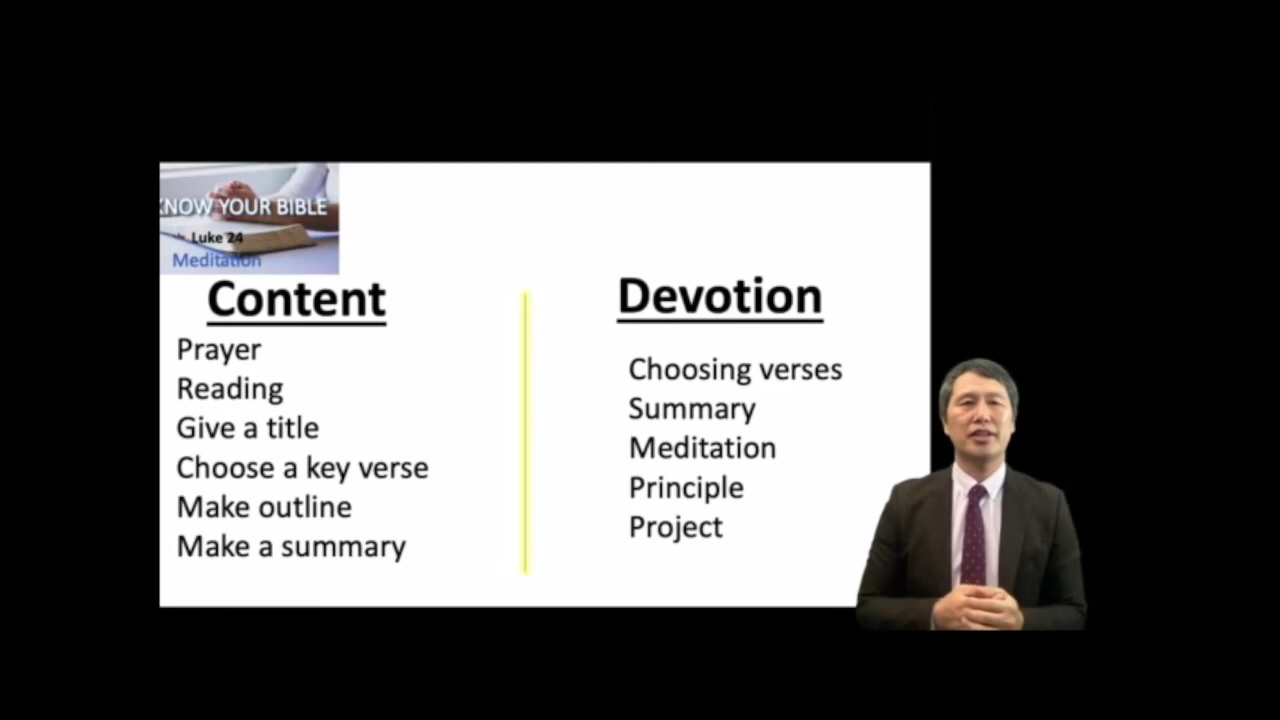 KNOW YOUR BIBLE
Luke 24
Meditation
Content
Prayer
Reading
Give a title
Choose a key verse
Make outline
Make a summary
Devotion
Choosing verses
Summary
Meditation
Principle
Project